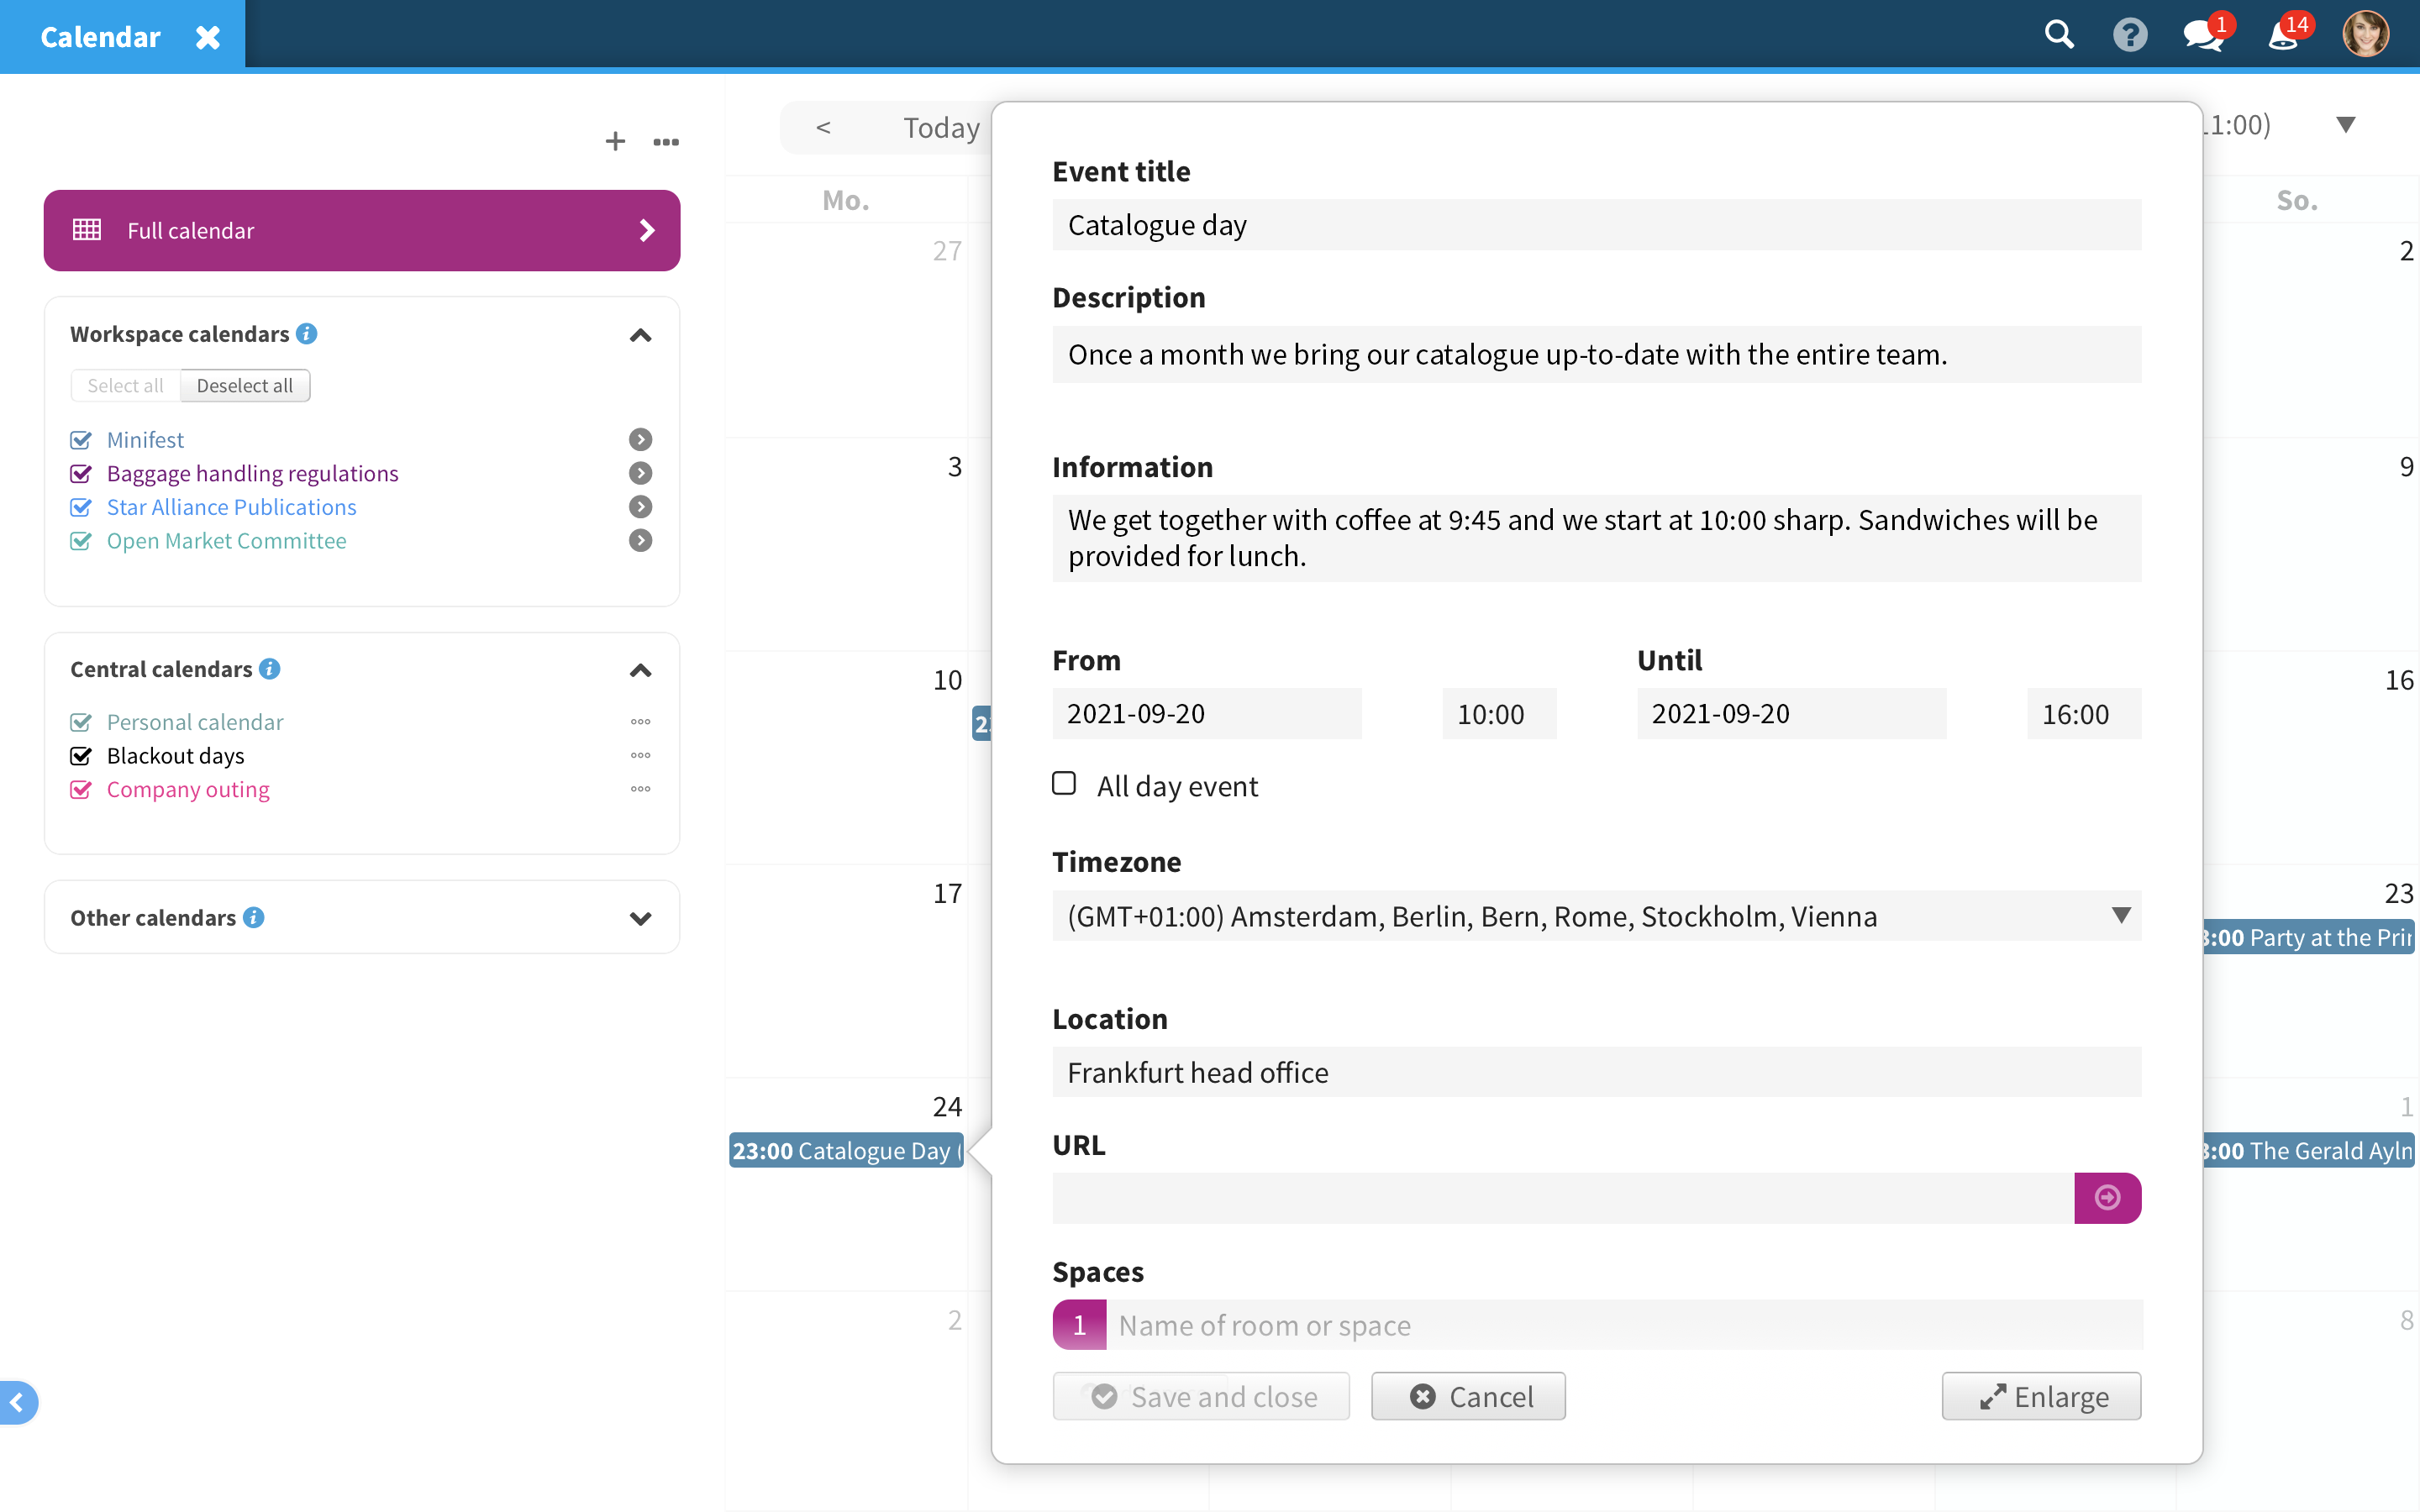 Calendar
1
14
Full calendar
Workspace calendars
Select all
Deselect all
Minifest
Baggage handling regulations
Star Alliance Publications
Open Market Committee
Central calendars
Personal calendar
Blackout days
Company outing
Other calendars
<
Today
1:00)
Mo.
So.
27
2
3
9
10
16
17
23
:00 Party at the
24
1
23:00 Catalogue Day (
:00 The Gerald
2
8
Event title
Catalogue day
Description
Once a month we bring our catalogue up-to-date with the entire team.
Information
We get together with coffee at 9:45 and we start at 10:00 sharp. Sandwiches will be
provided for lunch.
From
Until
2021-09-20
10:00
2021-09-20
16:00
All day event
Timezone
(GMT+01:00) Amsterdam, Berlin, Bern, Rome, Stockholm, Vienna
Location
Frankfurt head office
URL
Spaces
1 Name of room or space
Save and close
Cancel
Enlarge